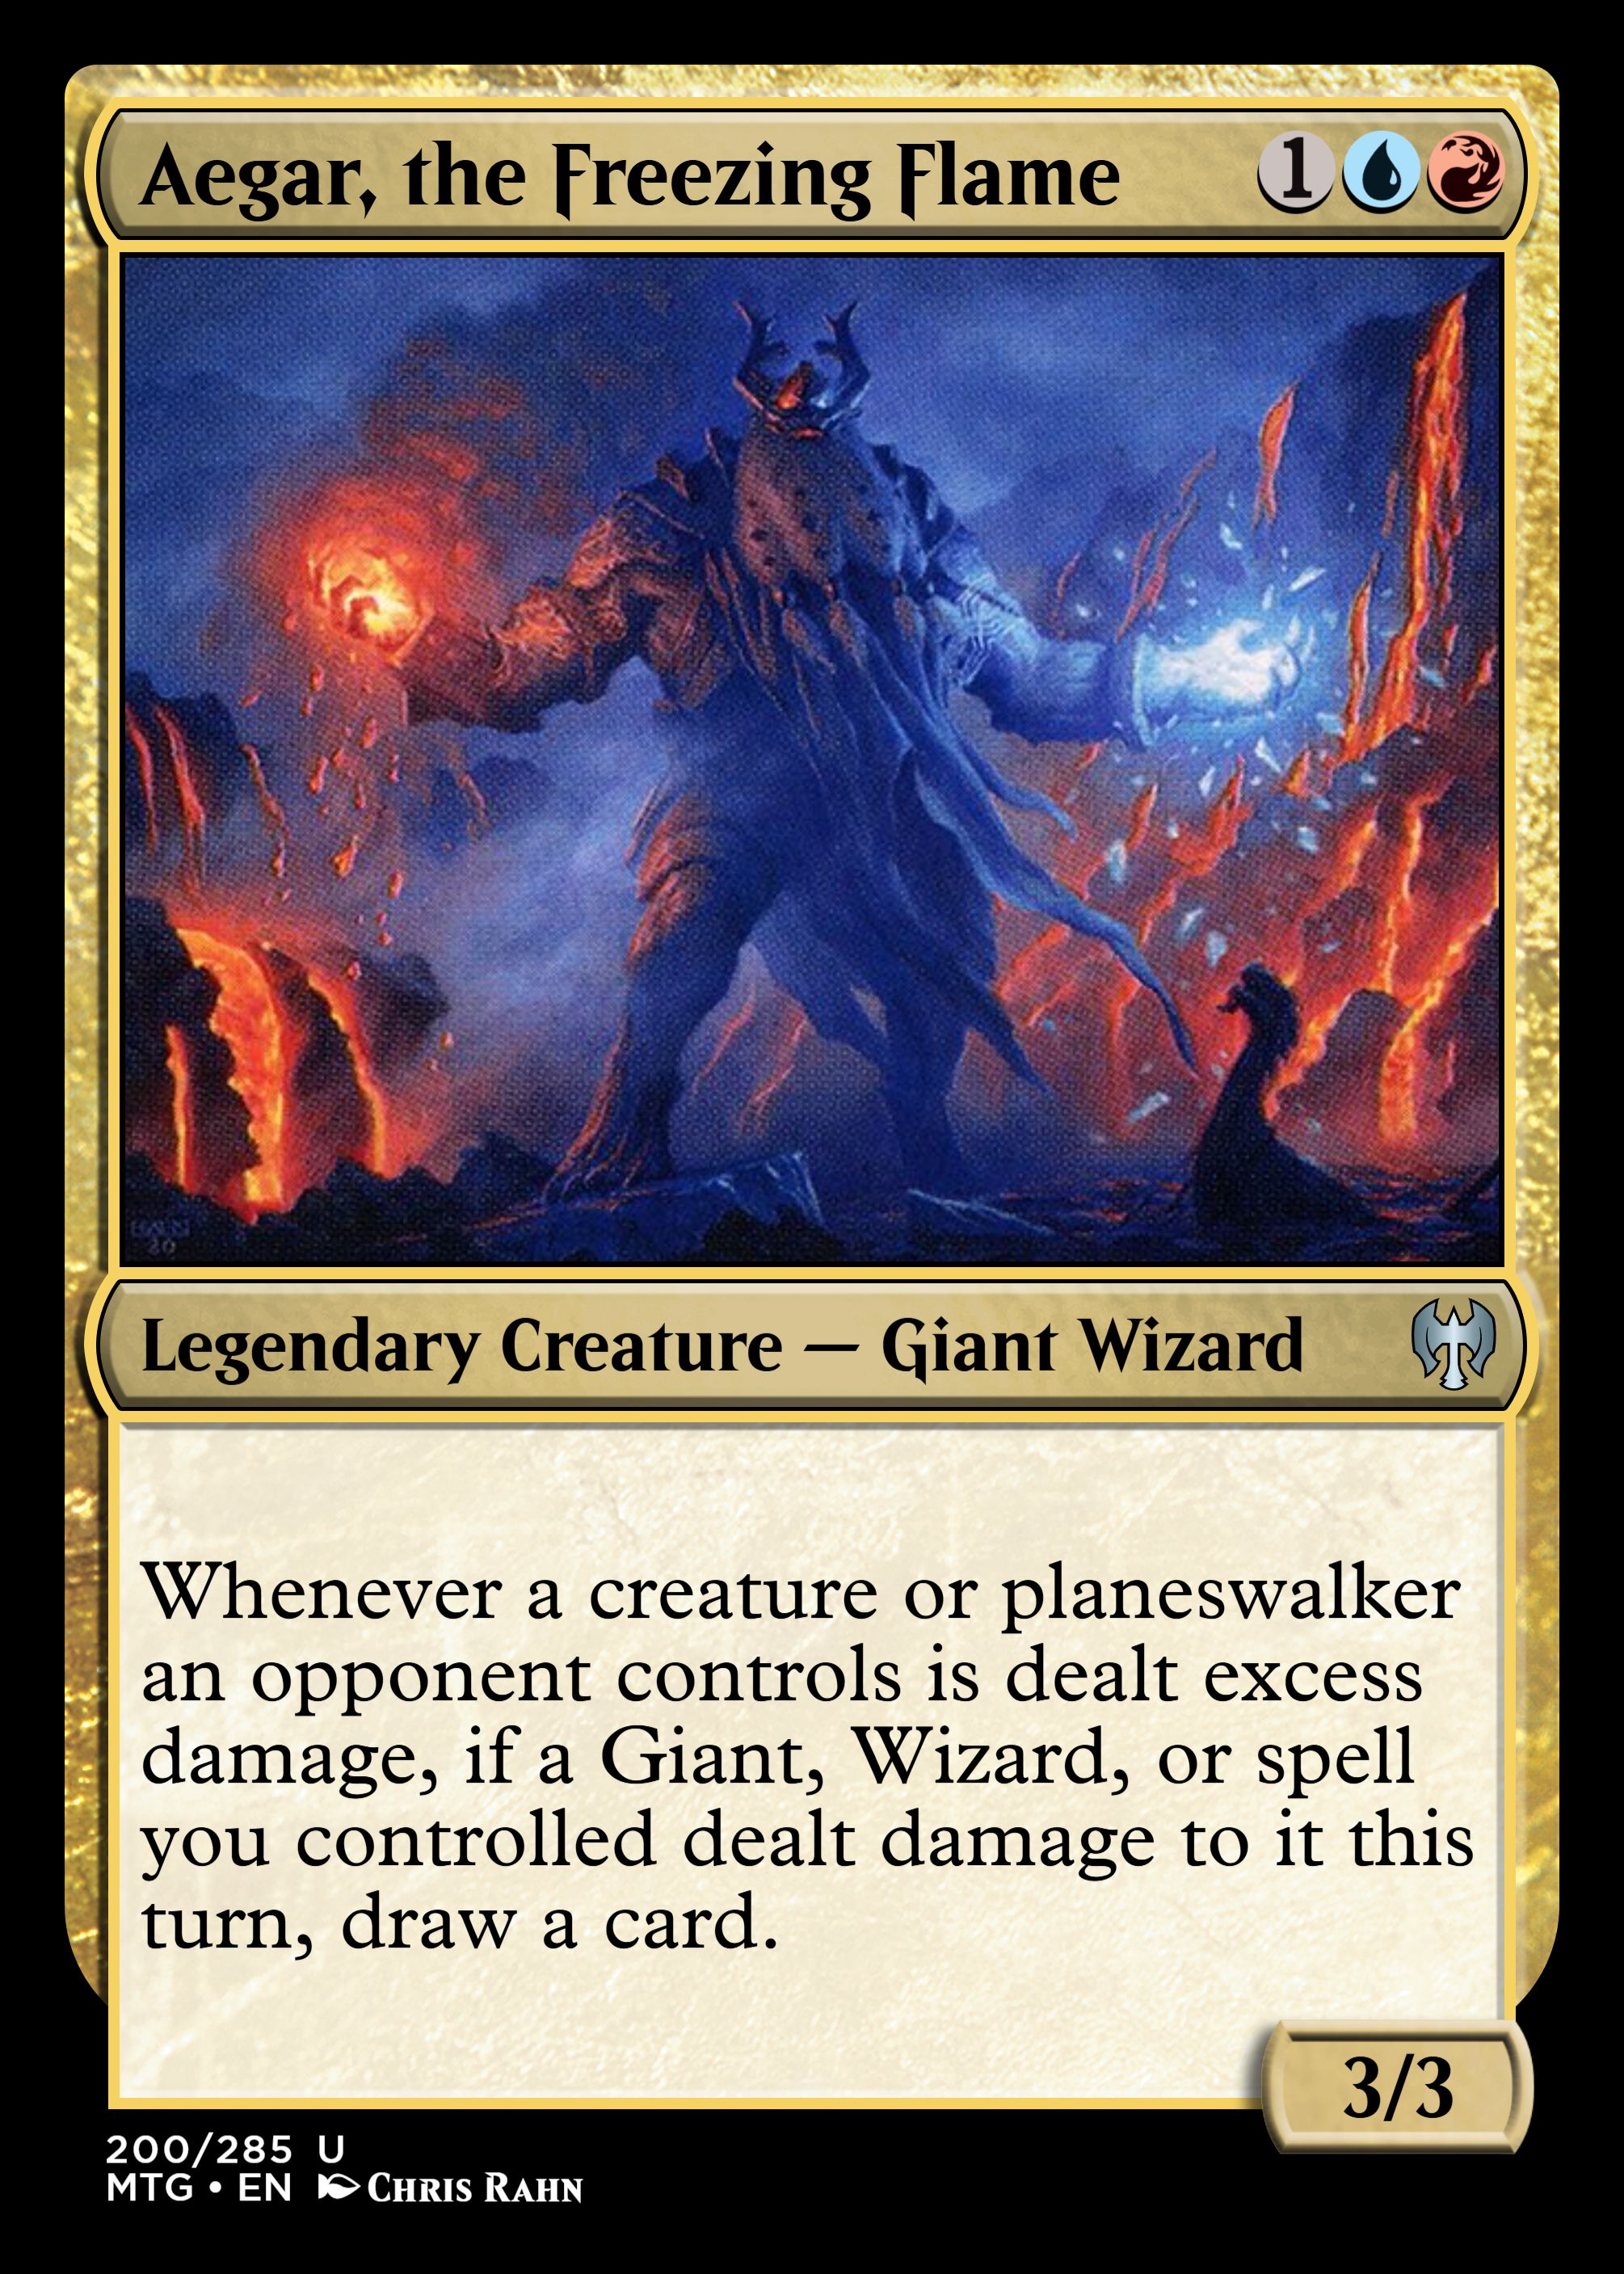 Aegar, the Freezing Flame 1
Legendary Creature — Giant Wizard
Whenever a creature or planeswalker
an opponent controls is dealt excess
damage, if a Giant, Wizard, or spell
you controlled dealt damage to it this
turn, draw a card.
3/3
200/285 U
MTG • EN CHRIS RAHN